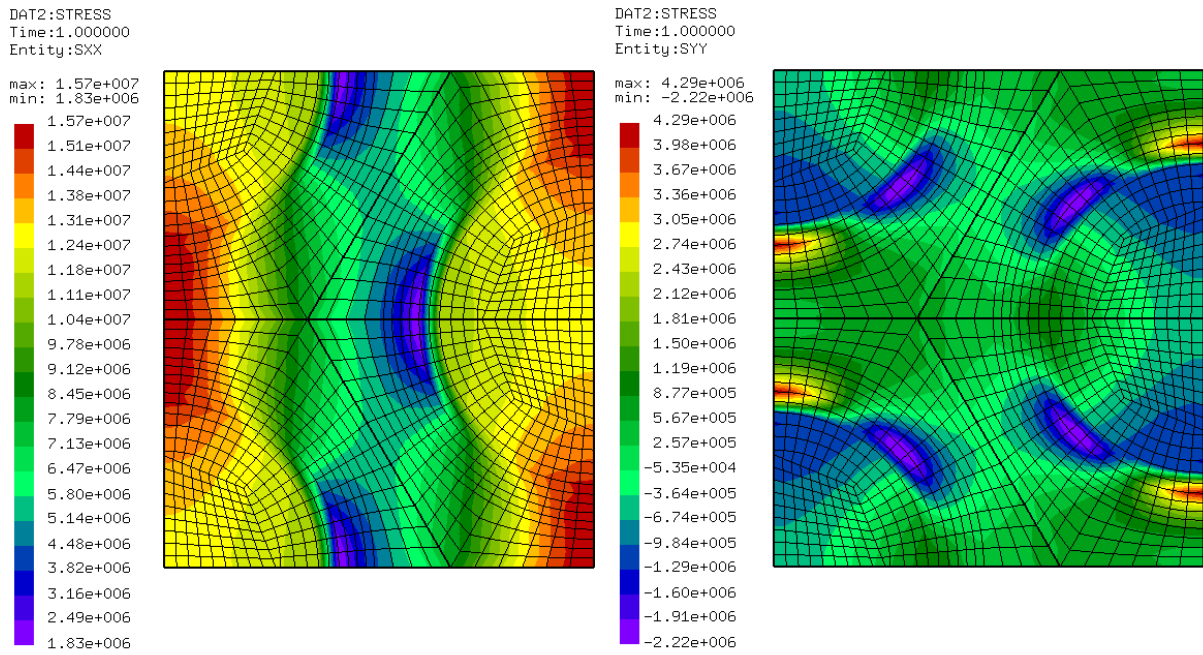 DAT2:STRESS
Time:1.000000
Entity:SXX
max: 1.57e+007
min: 1.83e+006
1.57e+007
1.51e+007
1.44e+007
1.38e+007
1.31e+007
1.24e+007
1.18e+007
1.11e+007
1.04e+007
9.78e+006
9.12e+006
8.45e+006
7.79e+006
7.13e+006
6.47e+006
5.80e+006
5.14e+006
4.48e+006
3.82e+006
3.16e+006
2.49e+006
1.83e+006
DAT2:STRESS
Time:1.000000
Entity:SYY
max: 4.29e+006
min: -2.22e+006
4.29e+006
3.98e+006
3.67e+006
3.36e+006
3.05e+006
2.74e+006
2.43e+006
2.12e+006
1.81e+006
1.50e+006
1.19e+006
8.77e+005
5.67e+005
2.57e+005
-5.35e+004
-3.64e+005
-6.74e+005
-9.84e+005
-1.29e+006
-1.60e+006
-1.91e+006
-2.22e+006